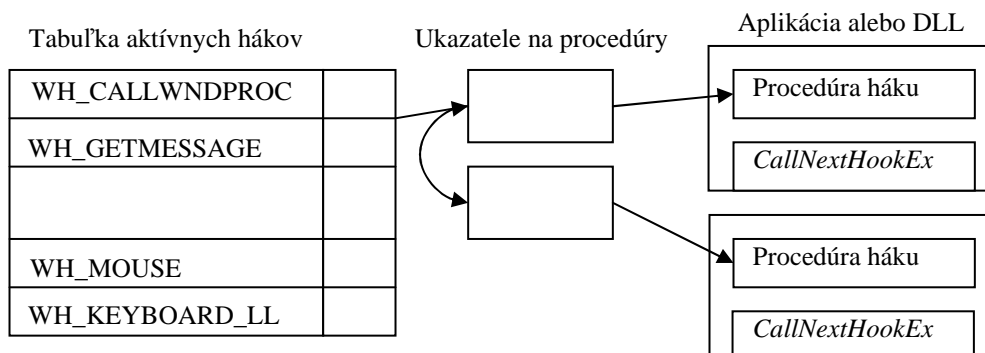 Tabuľka aktívnych hákov
Ukazatele na procedúry
Aplikácia alebo DLL
WH_CALLWNDPROC
WH_GETMESSAGE
WH_MOUSE
WH_KEYBOARD_LL
Procedúra háku
CallNextHookEx
Procedúra háku
CallNextHookEx